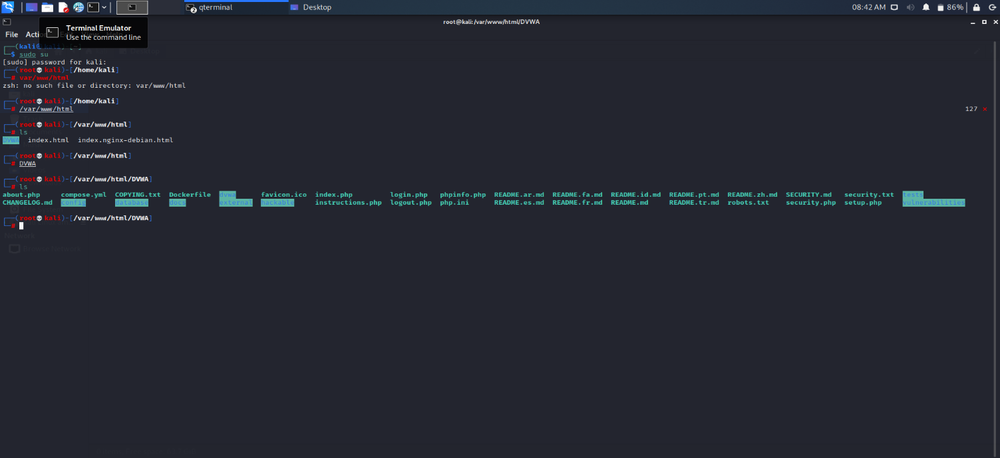 qterminal
Desktop
08:42 AM
86%
root@kali:/var/www/html/DVWA
Terminal Emulator
Use the command line
File
(kali㉿kali)-[~]
$ sudo su
[sudo] password for kali:
(root💀kali)-[/home/kali]
# var/www/html
zsh: no such file or directory: var/www/html
(root💀kali)-[/home/kali]
# /var/www/html 127 ✗
(root💀kali)-[/var/www/html]
# ls
DVWA index.html index.nginx-debian.html
(root💀kali)-[/var/www/html]
# DVWA
(root💀kali)-[/var/www/html/DVWA]
# ls
about.php compose.yml COPYING.txt Dockerfile dvwa favicon.ico index.php login.php phpinfo.php README.ar.md README.fa.md README.id.md README.pt.md README.zh.md SECURITY.md security.txt tests
CHANGELOG.md config database docs external hackable instructions.php logout.php php.ini README.es.md README.fr.md README.md README.tr.md robots.txt security.php setup.php vulnerabilities
(root💀kali)-[/var/www/html/DVWA]
#